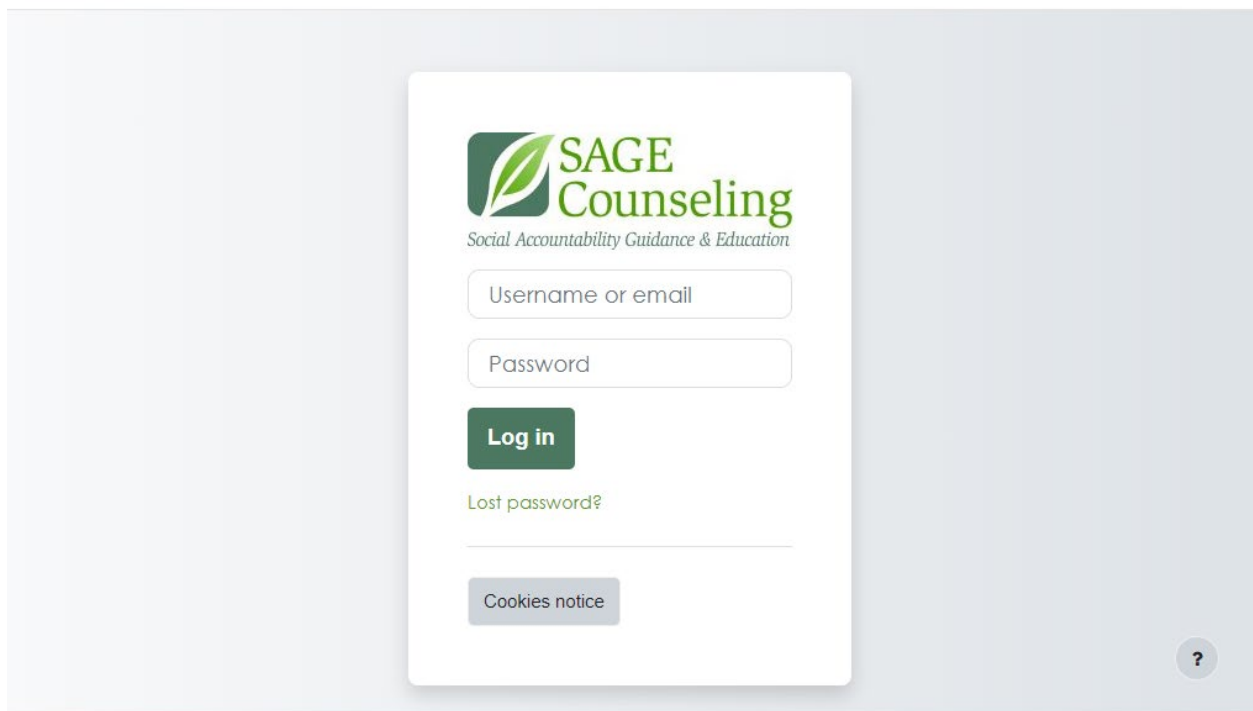 SAGE
Counseling
Social Accountability Guidance & Education
Username or email
Password
Log in
Lost password?
Cookies notice
?